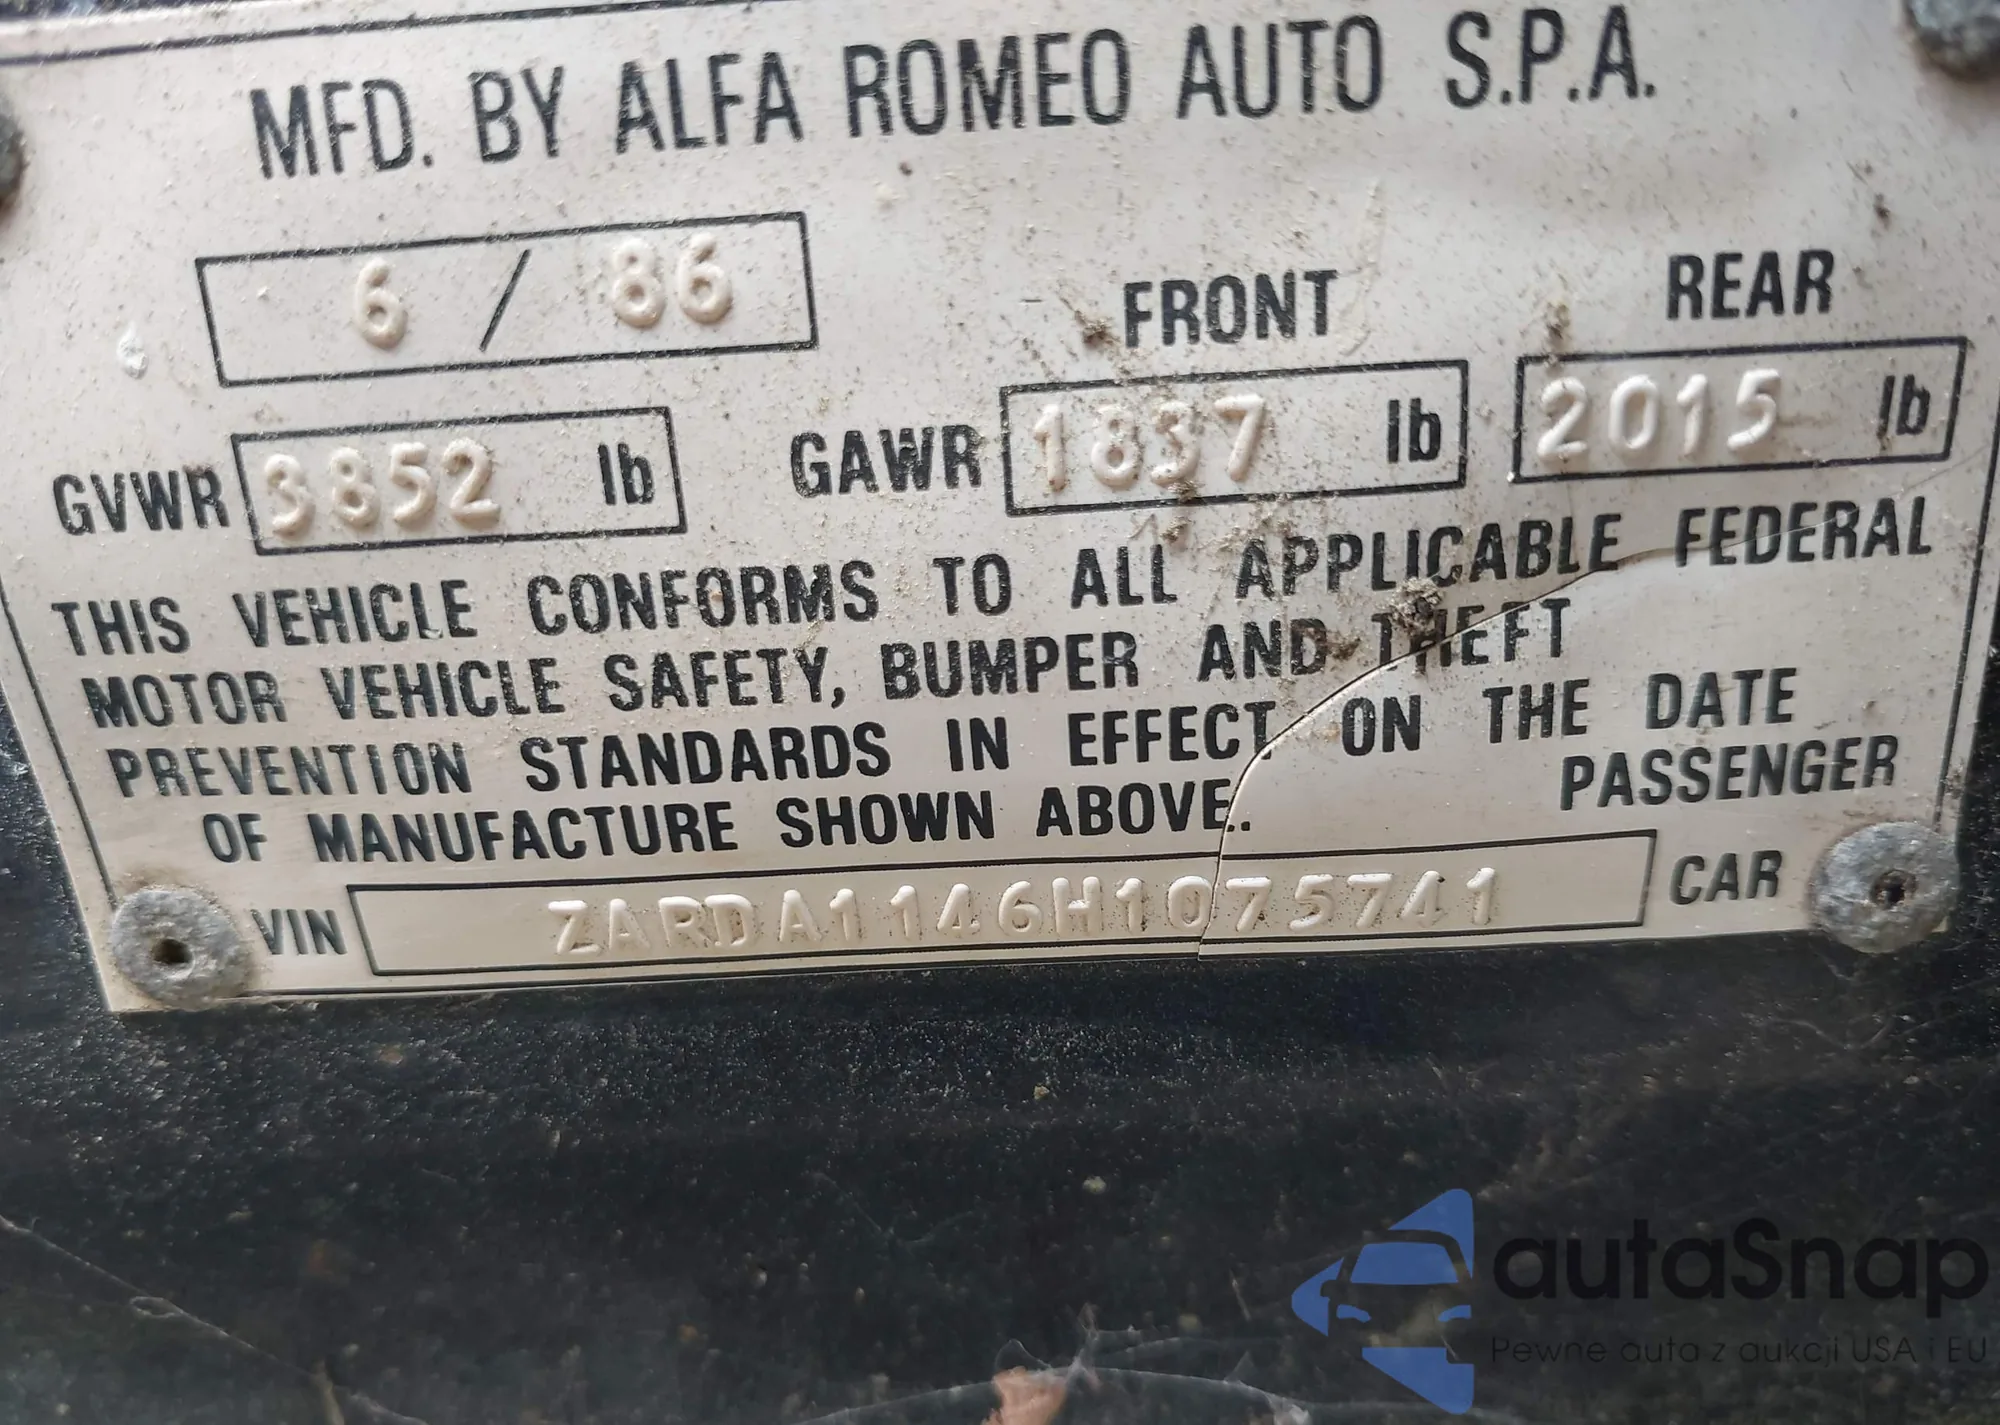 MFD. BY ALFA ROMEO AUTO S.P.A.
6 / 86
FRONT REAR
GVWR 3852 lb GAWR 1837 lb 2015 lb
THIS VEHICLE CONFORMS TO ALL APPLICABLE FEDERAL
MOTOR VEHICLE SAFETY, BUMPER AND THEFT
PREVENTION STANDARDS IN EFFECT ON THE DATE
OF MANUFACTURE SHOWN ABOVE.. PASSENGER
VIN ZARDA1146H1075741 CAR
autaSnap
Pewne auta z aukcji USA i EU